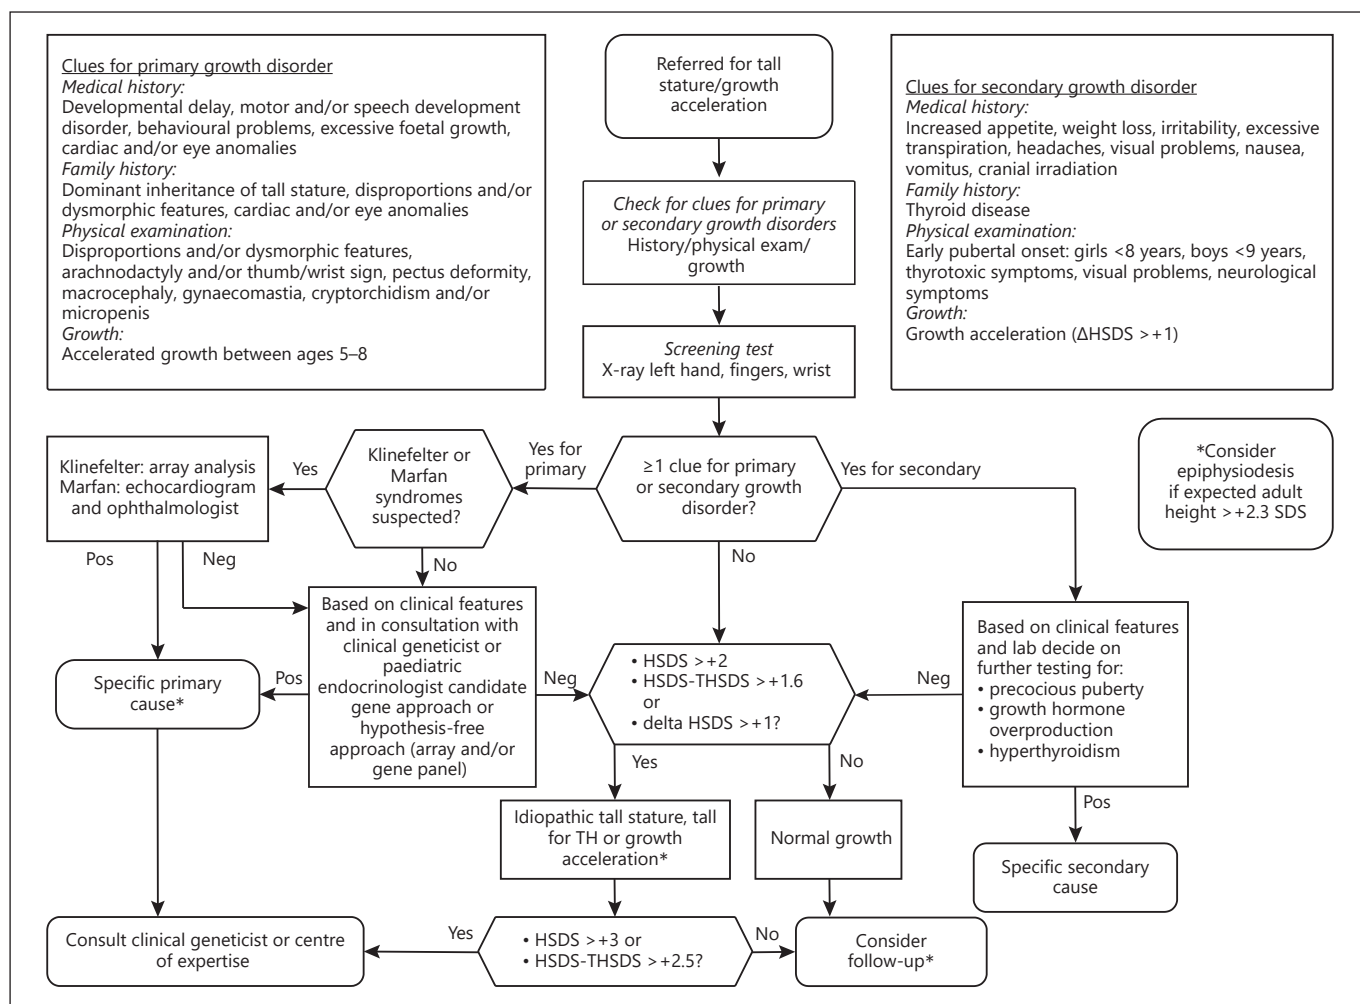 Clues for primary growth disorder
Medical history:
Developmental delay, motor and/or speech development
disorder, behavioural problems, excessive foetal growth,
cardiac and/or eye anomalies
Family history:
Dominant inheritance of tall stature, disproportions and/or
dysmorphic features, cardiac and/or eye anomalies
Physical examination:
Disproportions and/or dysmorphic features,
arachnodactyly and/or thumb/wrist sign, pectus deformity,
macrocephaly, gynaecomastia, cryptorchidism and/or
micropenis
Growth:
Accelerated growth between ages 5–8
Referred for tall
stature/growth
acceleration
Check for clues for primary
or secondary growth disorders
History/physical exam/
growth
Screening test
X-ray left hand, fingers, wrist
Clues for secondary growth disorder
Medical history:
Increased appetite, weight loss, irritability, excessive
transpiration, headaches, visual problems, nausea,
vomitus, cranial irradiation
Family history:
Thyroid disease
Physical examination:
Early pubertal onset: girls <8 years, boys <9 years,
thyrotoxic symptoms, visual problems, neurological
symptoms
Growth:
Growth acceleration (ΔHSDS >+1)
Klinefelter: array analysis
Marfan: echocardiogram
and ophthalmologist
Yes
Klinefelter or
Marfan
syndromes
suspected?
Yes for
primary
≥1 clue for primary
or secondary growth
disorder?
Yes for secondary
*Consider
epiphysiodesis
if expected adult
height >+2.3 SDS
Pos
Neg
No
No
Based on clinical features
and in consultation with
clinical geneticist or
paediatric
endocrinologist candidate
gene approach or
hypothesis-free
approach (array and/or
gene panel)
Specific primary
cause*
Pos
Neg
• HSDS >+2
• HSDS-THSDS >+1.6
or
• delta HSDS >+1?
Neg
Based on clinical features
and lab decide on
further testing for:
• precocious puberty
• growth hormone
overproduction
• hyperthyroidism
Yes
No
Pos
Idiopathic tall stature, tall
for TH or growth
acceleration*
Normal growth
Specific secondary
cause
Consult clinical geneticist or centre
of expertise
Yes
• HSDS >+3 or
• HSDS-THSDS >+2.5?
No
Consider
follow-up*